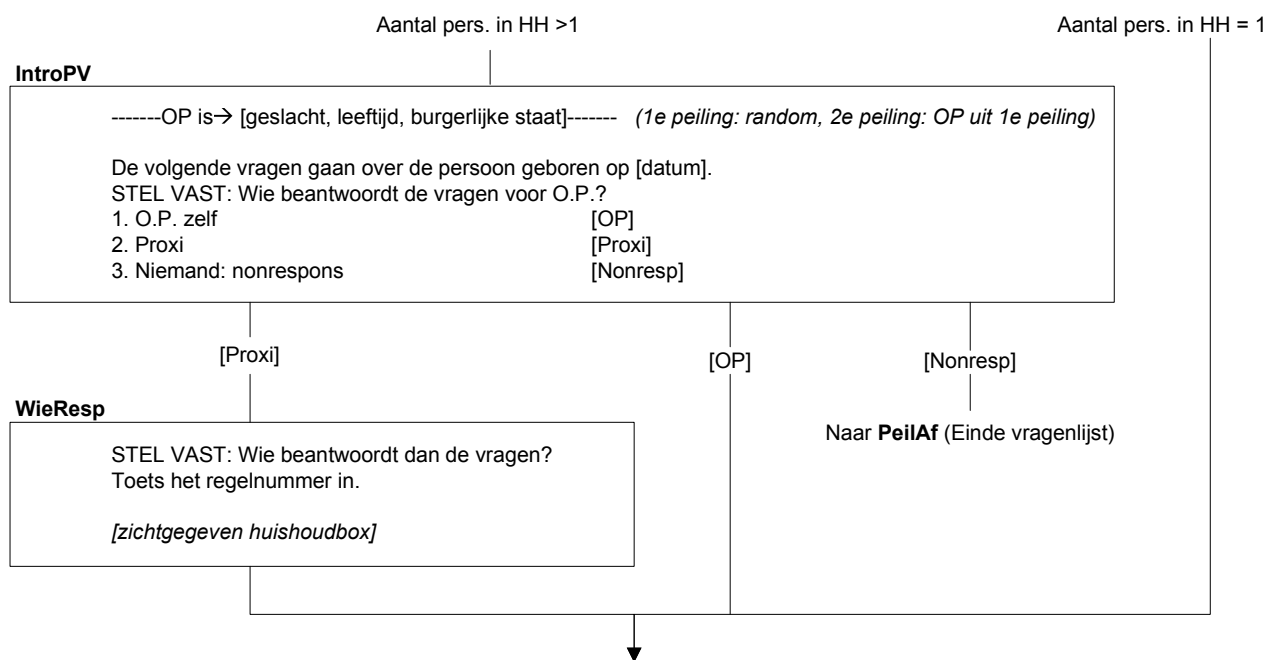 Aantal pers. in HH >1
Aantal pers. in HH = 1
IntroPV
-------OP is→ [geslacht, leeftijd, burgerlijke staat]------- (1e peiling: random, 2e peiling: OP uit 1e peiling)
De volgende vragen gaan over de persoon geboren op [datum].
STEL VAST: Wie beantwoordt de vragen voor O.P.?
1. O.P. zelf [OP]
2. Proxi [Proxi]
3. Niemand: nonrespons [Nonresp]
[Proxi]
[OP]
[Nonresp]
WieResp
Naar PeilAf (Einde vragenlijst)
STEL VAST: Wie beantwoordt dan de vragen?
Toets het regelnummer in.
[zichtgegeven huishoudbox]